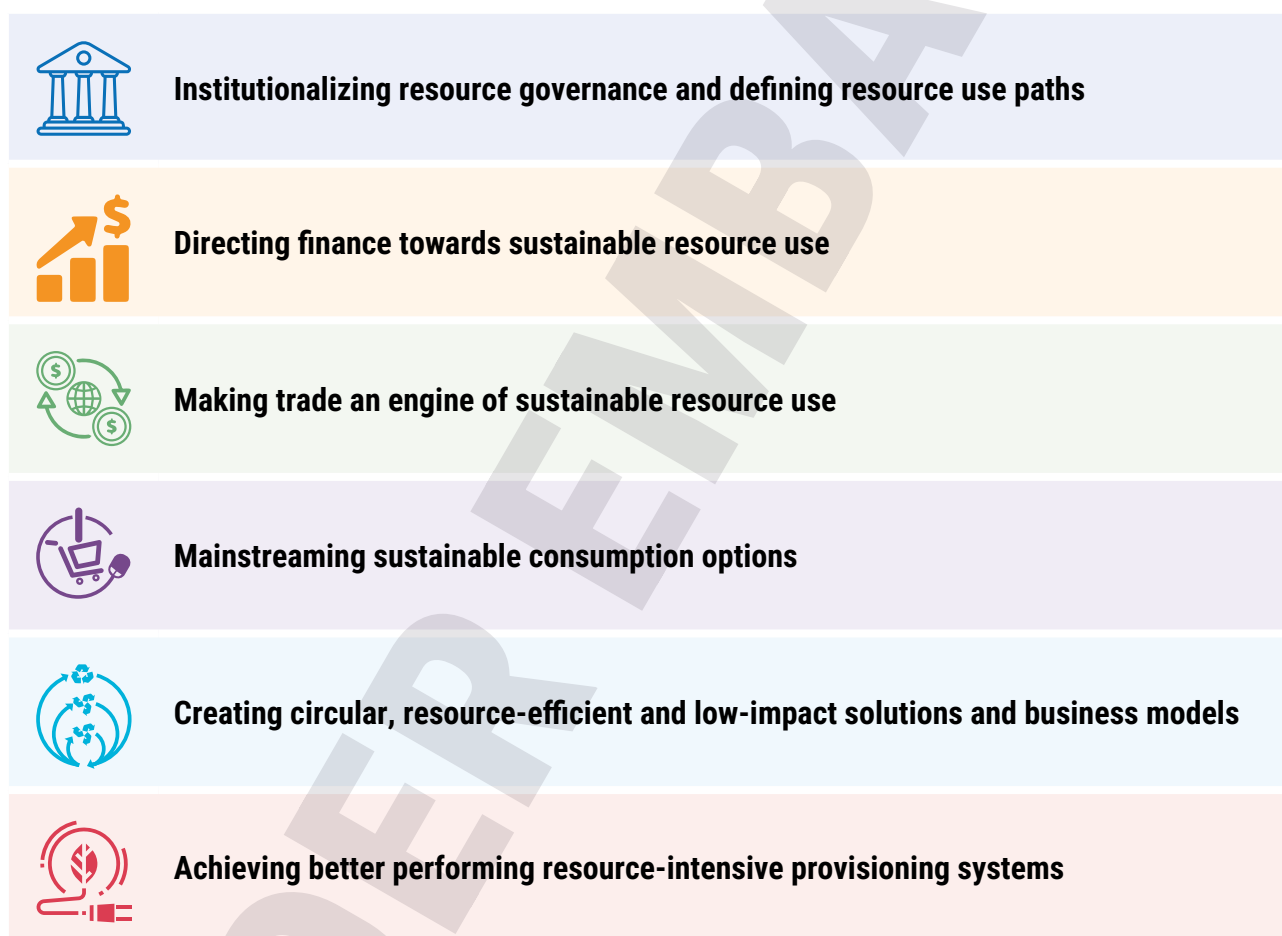 Institutionalizing resource governance and defining resource use paths
Directing finance towards sustainable resource use
Making trade an engine of sustainable resource use
Mainstreaming sustainable consumption options
Creating circular, resource-efficient and low-impact solutions and business models
Achieving better performing resource-intensive provisioning systems